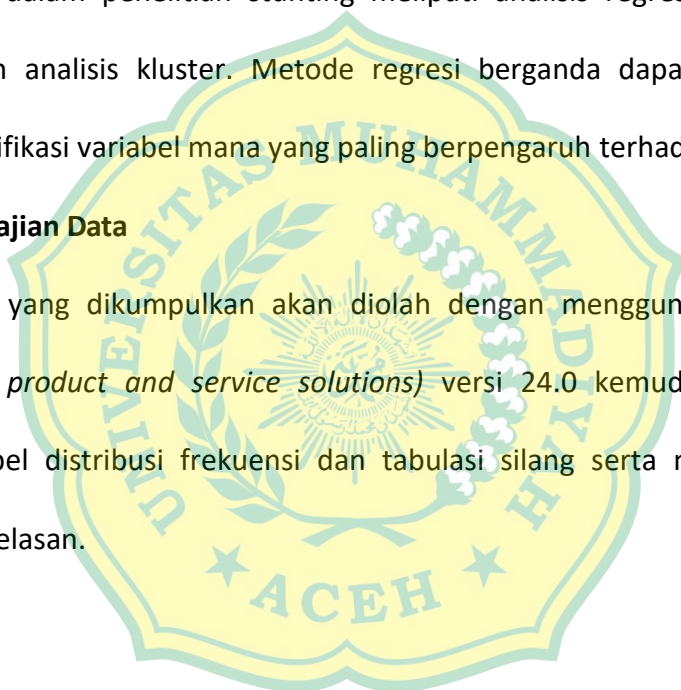 dalam penelitian stunting meliputi analisis regres
analisis kluster. Metode regresi berganda dapa
ifikasi variabel mana yang paling berpengaruh terhad
ajian Data
yang dikumpulkan akan diolah dengan menggun
product and service solutions) versi 24.0 kemud
bel distribusi frekuensi dan tabulasi silang serta
elasan.
UNIVERSITAS MUHAMMADIYAH
ACEH